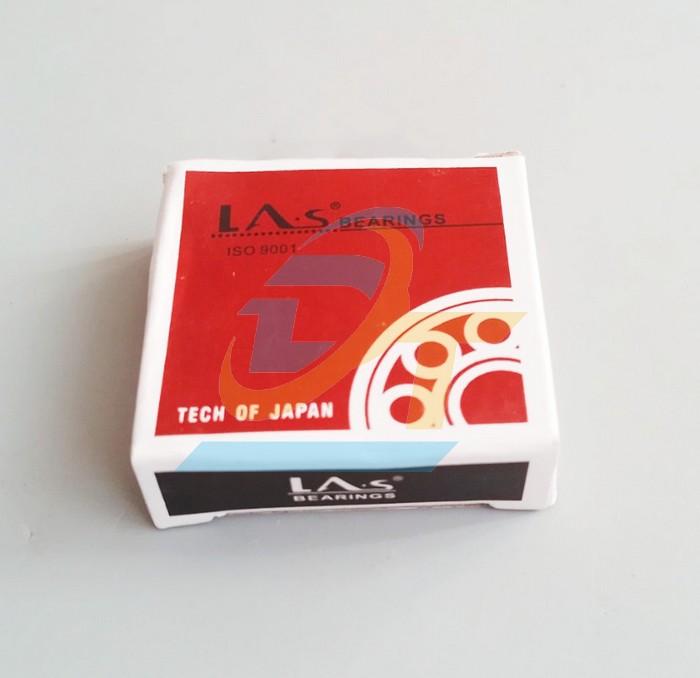 LA·S® BEARINGS
ISO 9001
TECH OF JAPAN
LA·S®
BEARINGS